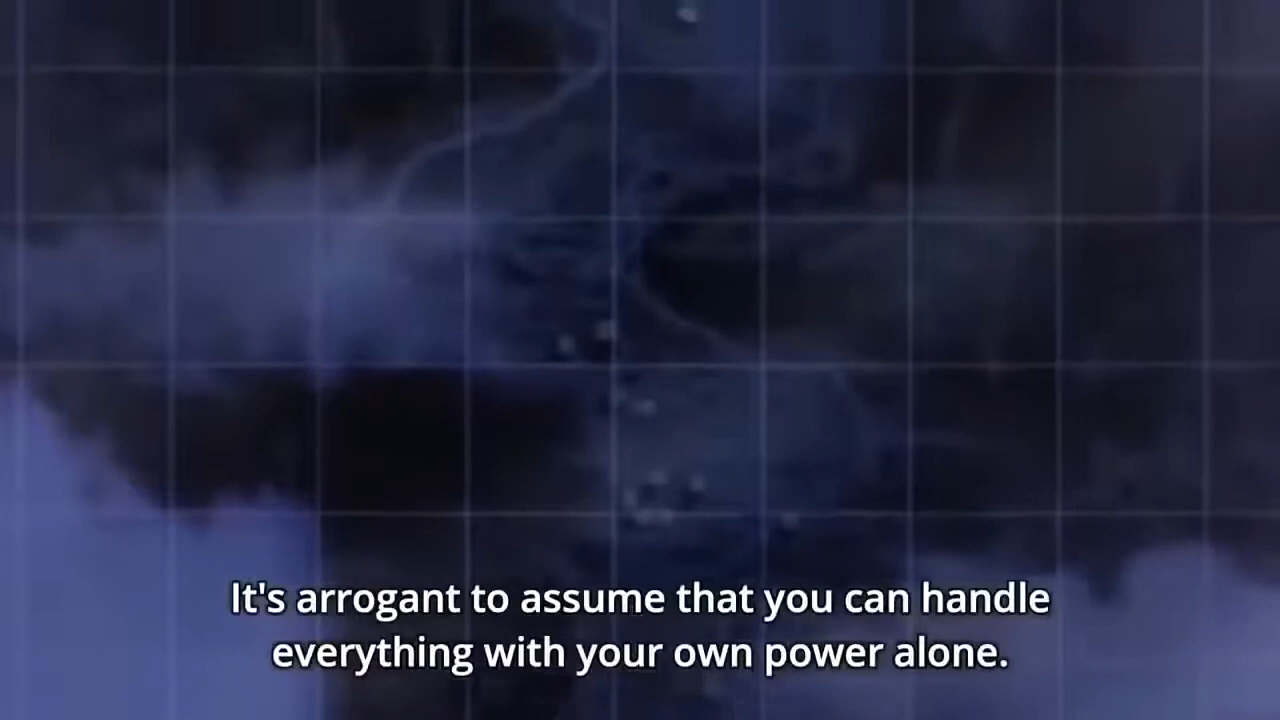 It's arrogant to assume that you can handle
everything with your own power alone.